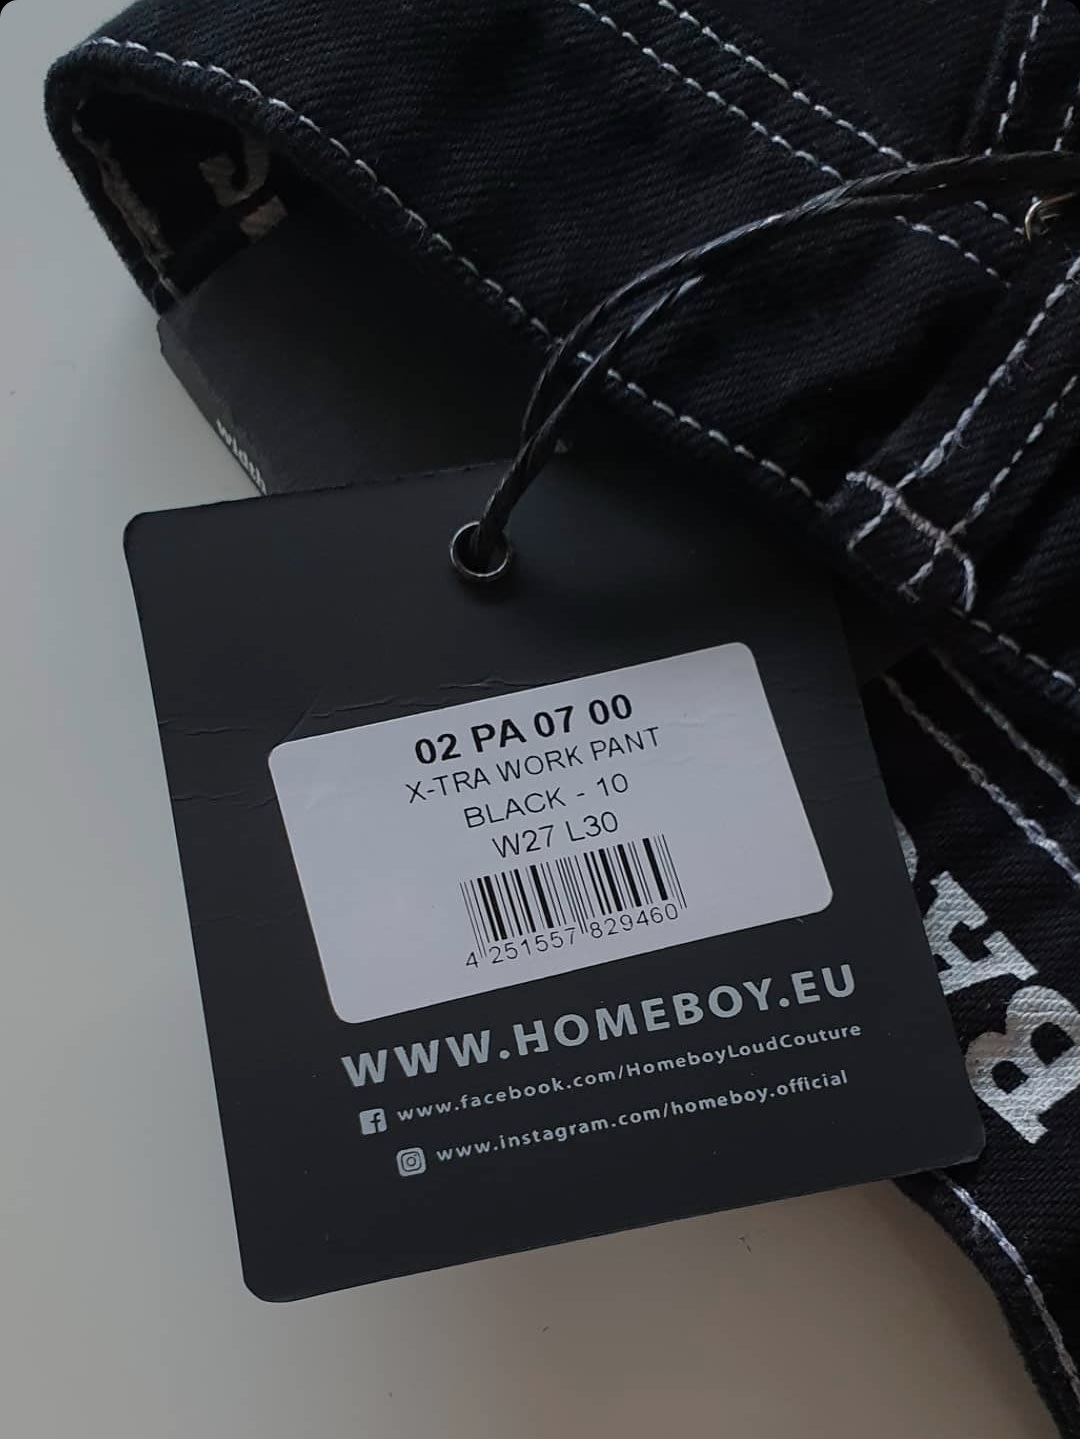 width
02 PA 07 00
X-TRA WORK PANT
BLACK - 10
W27 L30
4 251557 829460
WWW.HOMEBOY.EU
www.facebook.com/HomeboyLoudCouture
www.instagram.com/homeboy.official